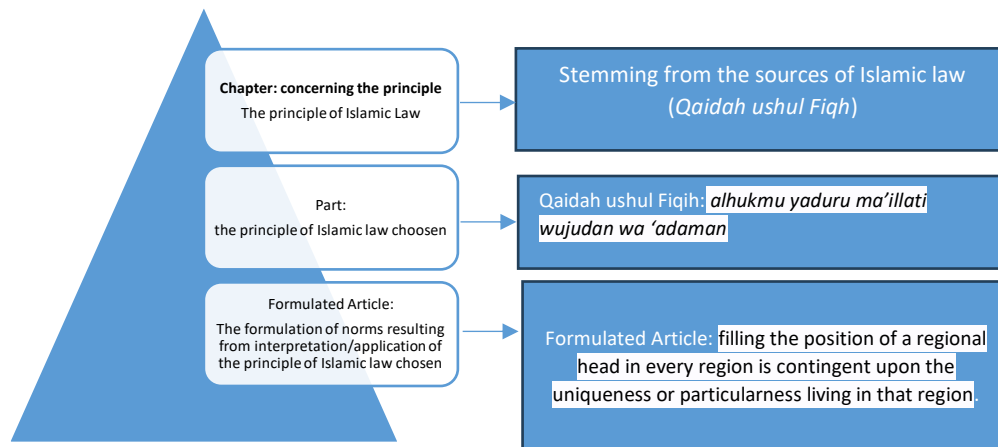 Chapter: concerning the principle
The principle of Islamic Law
Stemming from the sources of Islamic law
(Qaidah ushul Fiqh)
Part:
the principle of Islamic law choosen
Qaidah ushul Fiqih: alhukmu yaduru ma’illati
wujudan wa ‘adaman
Formulated Article:
The formulation of norms resulting
from interpretation/application of
the principle of Islamic law chosen
Formulated Article: filling the position of a regional
head in every region is contingent upon the
uniqueness or particularness living in that region.